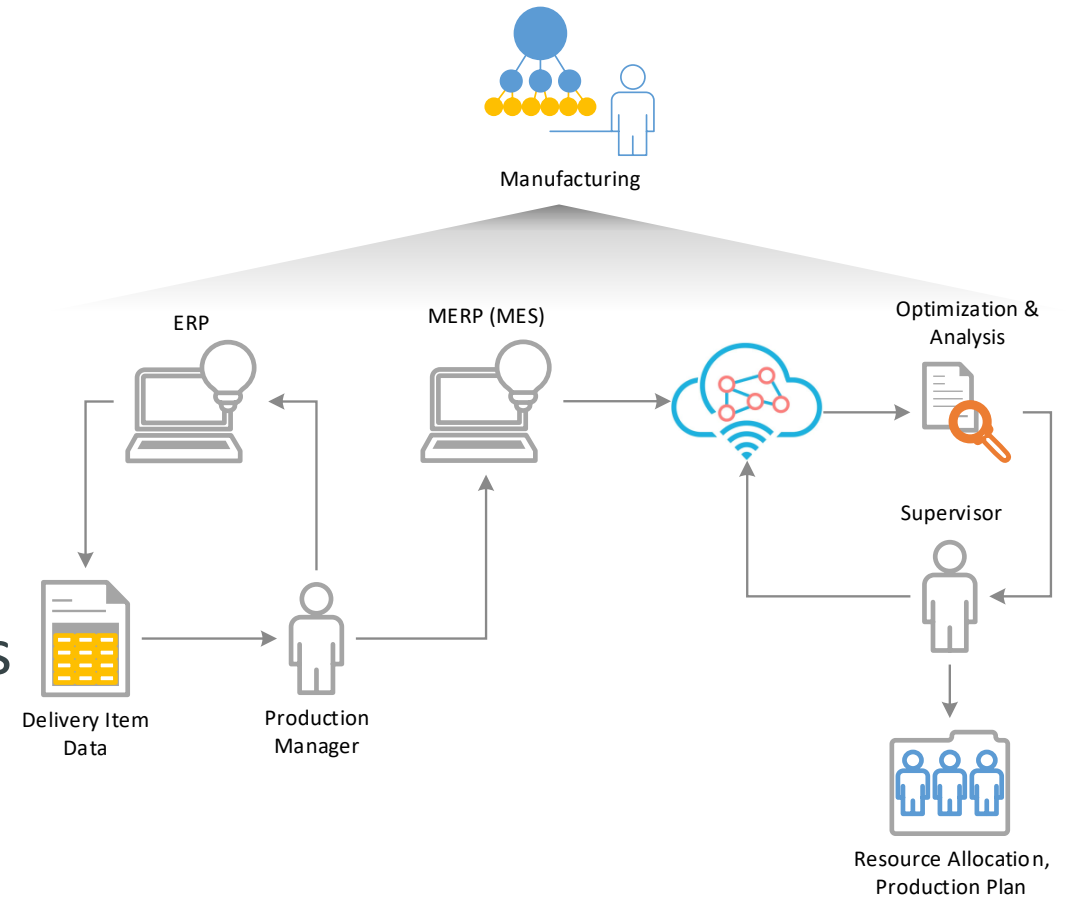 Manufacturing
ERP
MERP (MES)
Optimization &
Analysis
Supervisor
s
Delivery Item
Data
Production
Manager
Resource Allocation,
Production Plan